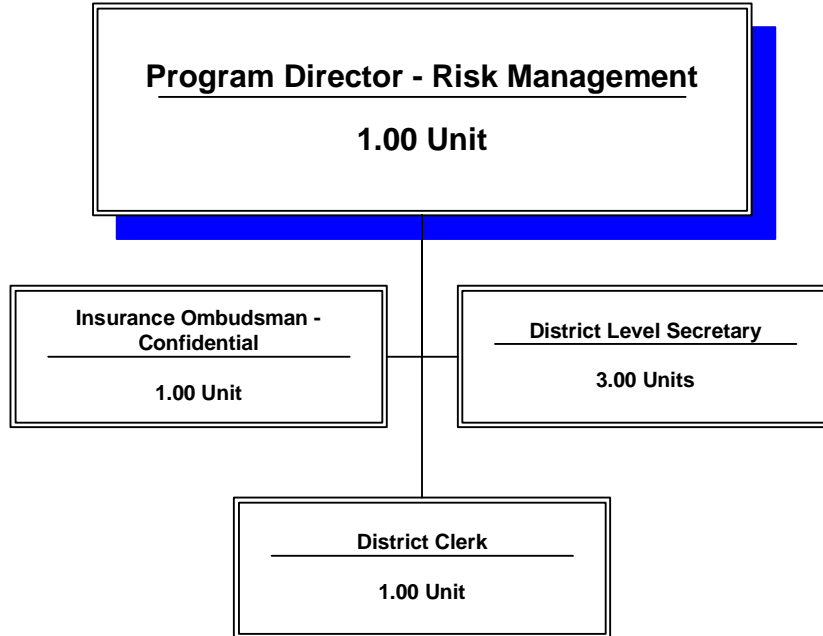 Program Director - Risk Management
1.00 Unit
Insurance Ombudsman -
Confidential
1.00 Unit
District Level Secretary
3.00 Units
District Clerk
1.00 Unit